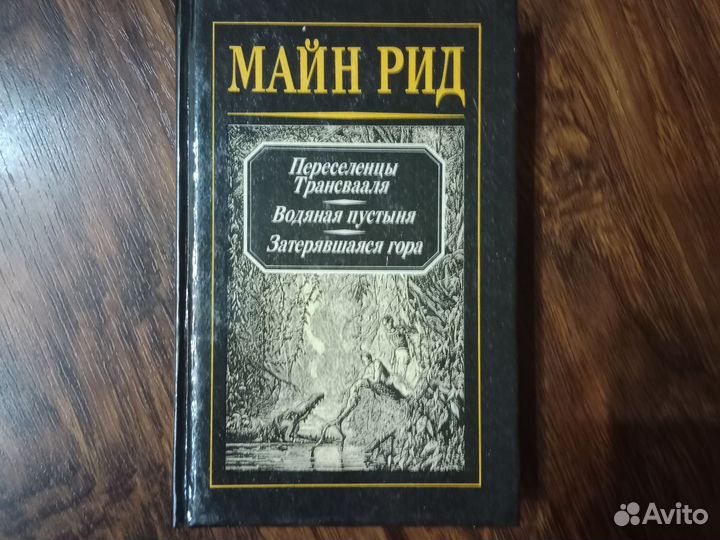 МАЙН РИД
Переселенцы
Трансвааля
Водяная пустыня
Затерявшаяся гора
Avito